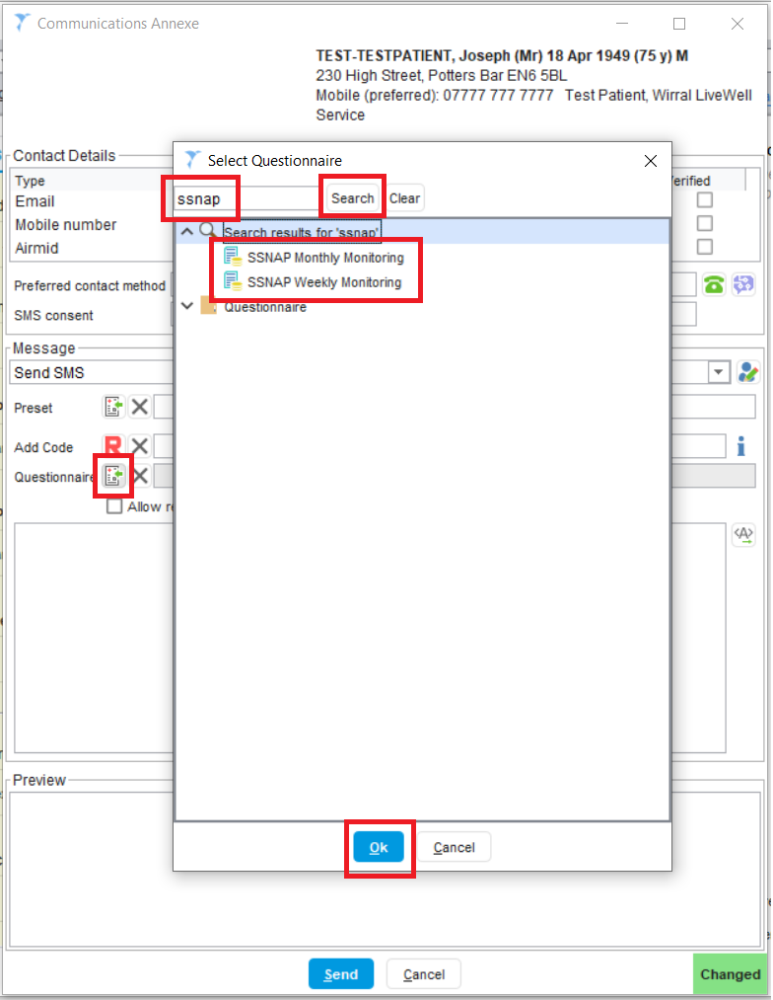 Communications Annexe
TEST-TESTPATIENT, Joseph (Mr) 18 Apr 1949 (75 y) M
230 High Street, Potters Bar EN6 5BL
Mobile (preferred): 07777 777 7777 Test Patient, Wirral LiveWell
Service
Contact Details
Type
Email
Mobile number
Airmid
Preferred contact method
SMS consent
Message
Send SMS
Preset
Add Code
Questionnaire
Allow
Select Questionnaire
ssnap
Search
Clear
Search results for 'ssnap'
SSNAP Monthly Monitoring
SSNAP Weekly Monitoring
Questionnaire
Ok
Cancel
Preview
Send
Cancel
Changed